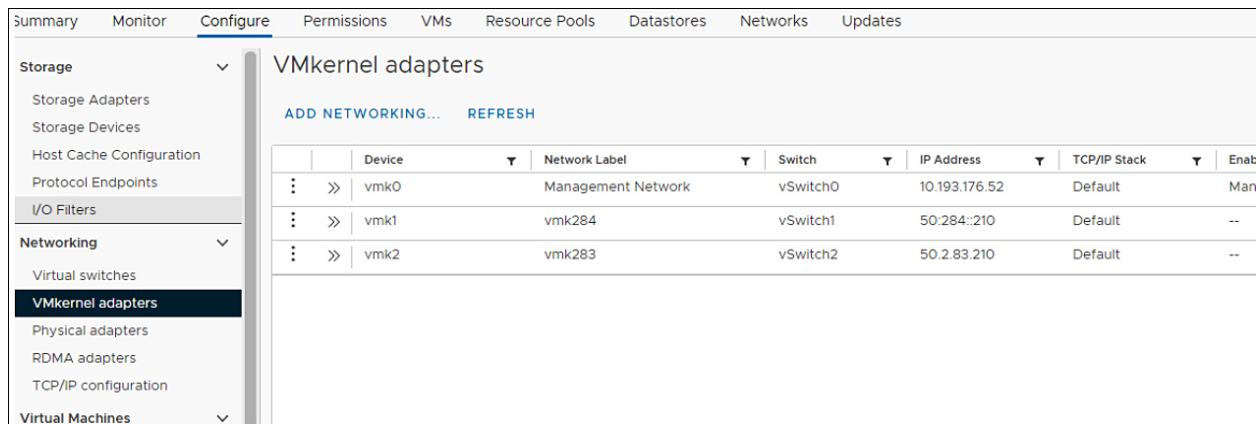 Summary Monitor Configure Permissions VMs Resource Pools Datastores Networks Updates
Storage
Storage Adapters
Storage Devices
Host Cache Configuration
Protocol Endpoints
I/O Filters
Networking
Virtual switches
VMkernel adapters
Physical adapters
RDMA adapters
TCP/IP configuration
Virtual Machines
VMkernel adapters
ADD NETWORKING... REFRESH
Device Network Label Switch IP Address TCP/IP Stack Enab
vmk0 Management Network vSwitch0 10.193.176.52 Default Man
vmk1 vmk284 vSwitch1 50:284::210 Default --
vmk2 vmk283 vSwitch2 50.2.83.210 Default --